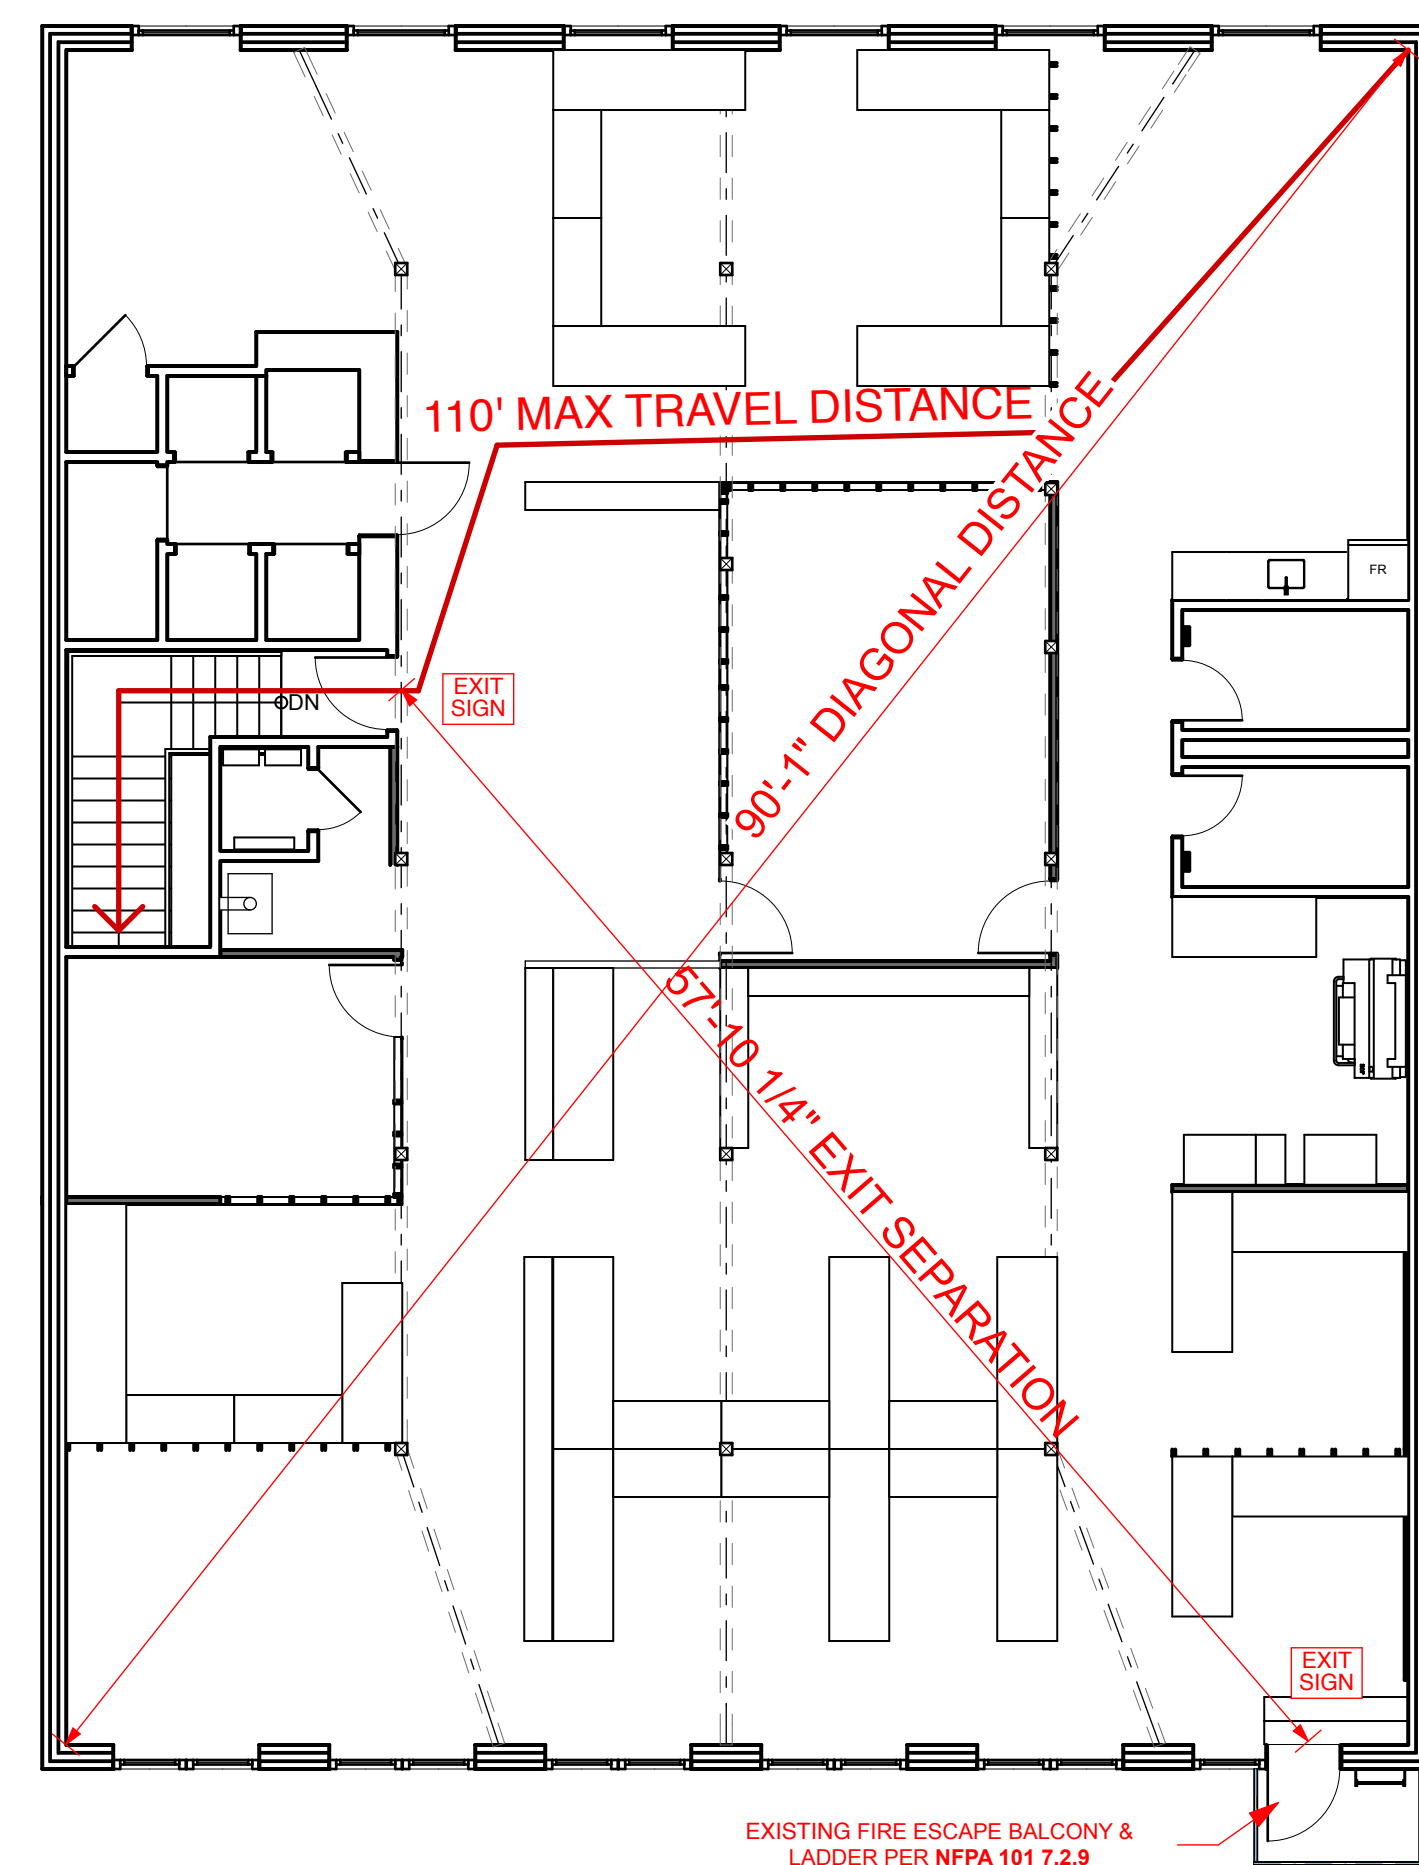 110' MAX TRAVEL DISTANCE
90'-1" DIAGONAL DISTANCE
FR
EXIT
SIGN
DN
57'-10 1/4" EXIT SEPARATION
EXIT
SIGN
EXISTING FIRE ESCAPE BALCONY &
LADDER PER NFPA 101 7.2.9